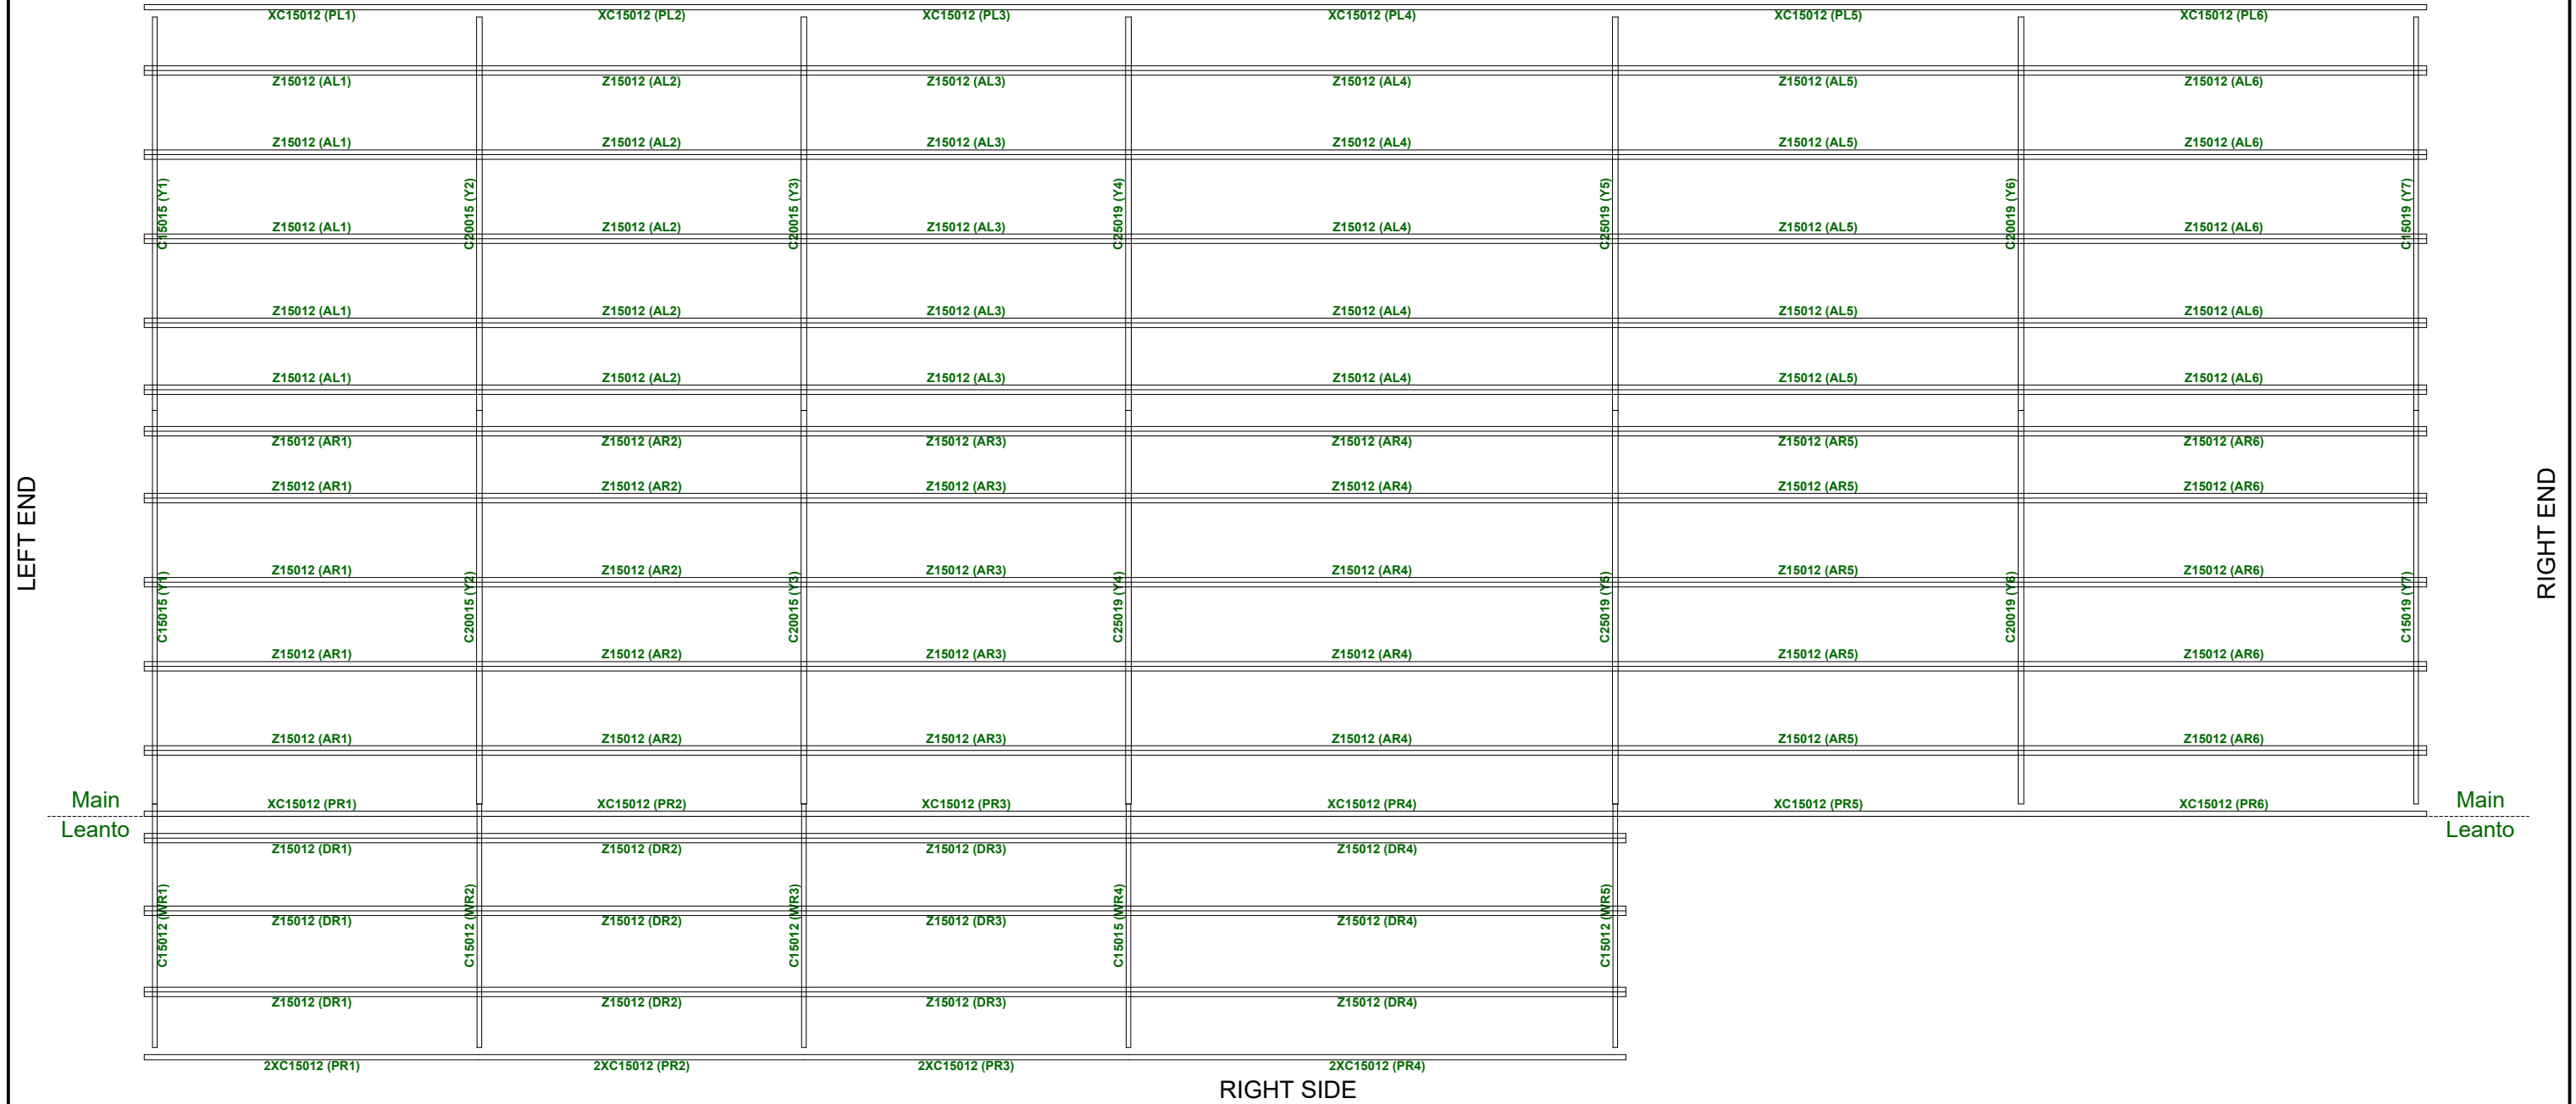 XC15012 (PL1) XC15012 (PL2) XC15012 (PL3) XC15012 (PL4) XC15012 (PL5) XC15012 (PL6)
Z15012 (AL1) Z15012 (AL2) Z15012 (AL3) Z15012 (AL4) Z15012 (AL5) Z15012 (AL6)
Z15012 (AL1) Z15012 (AL2) Z15012 (AL3) Z15012 (AL4) Z15012 (AL5) Z15012 (AL6)
C15015 (Y1) C20015 (Y2) C20015 (Y3) C25019 (Y4) C25019 (Y5) C20019 (Y6) C15019 (Y7)
Z15012 (AL1) Z15012 (AL2) Z15012 (AL3) Z15012 (AL4) Z15012 (AL5) Z15012 (AL6)
Z15012 (AL1) Z15012 (AL2) Z15012 (AL3) Z15012 (AL4) Z15012 (AL5) Z15012 (AL6)
Z15012 (AL1) Z15012 (AL2) Z15012 (AL3) Z15012 (AL4) Z15012 (AL5) Z15012 (AL6)
Z15012 (AR1) Z15012 (AR2) Z15012 (AR3) Z15012 (AR4) Z15012 (AR5) Z15012 (AR6)
Z15012 (AR1) Z15012 (AR2) Z15012 (AR3) Z15012 (AR4) Z15012 (AR5) Z15012 (AR6)
LEFT END
RIGHT END
Z15012 (AR1) Z15012 (AR2) Z15012 (AR3) Z15012 (AR4) Z15012 (AR5) Z15012 (AR6)
C15015 (Y1) C20015 (Y2) C20015 (Y3) C25019 (Y4) C25019 (Y5) C20019 (Y6) C15019 (Y7)
Z15012 (AR1) Z15012 (AR2) Z15012 (AR3) Z15012 (AR4) Z15012 (AR5) Z15012 (AR6)
Z15012 (AR1) Z15012 (AR2) Z15012 (AR3) Z15012 (AR4) Z15012 (AR5) Z15012 (AR6)
Main XC15012 (PR1) XC15012 (PR2) XC15012 (PR3) XC15012 (PR4) XC15012 (PR5) XC15012 (PR6) Main
Leanto Leanto
Z15012 (DR1) Z15012 (DR2) Z15012 (DR3) Z15012 (DR4)
C15012 (WR1) C15012 (WR2) C15012 (WR3) C15015 (WR4) C15012 (WR5)
Z15012 (DR1) Z15012 (DR2) Z15012 (DR3) Z15012 (DR4)
Z15012 (DR1) Z15012 (DR2) Z15012 (DR3) Z15012 (DR4)
2XC15012 (PR1) 2XC15012 (PR2) 2XC15012 (PR3) 2XC15012 (PR4)
RIGHT SIDE